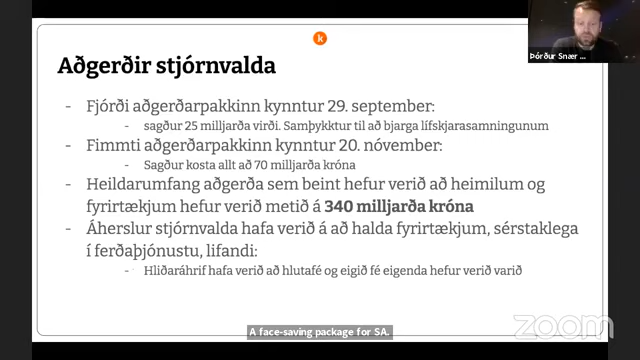 k
Þórður Snær ...
Aðgerðir stjórnvalda
- Fjórði aðgerðarpakkinn kynntur 29. september:
- sagður 25 milljarða virði. Samþykktur til að bjarga lífskjarasamningunum
- Fimmti aðgerðarpakkinn kynntur 20. nóvember:
- Sagður kosta allt að 70 milljarða króna
- Heildarumfang aðgerða sem beint hefur verið að heimilum og
fyrirtækjum hefur verið metið á 340 milljarða króna
- Áherslur stjórnvalda hafa verið á að halda fyrirtækjum, sérstaklega
í ferðaþjónustu, lifandi:
- Hliðaráhrif hafa verið að hlutafé og eigið fé eigenda hefur verið varið
A face-saving package for SA.
zoom